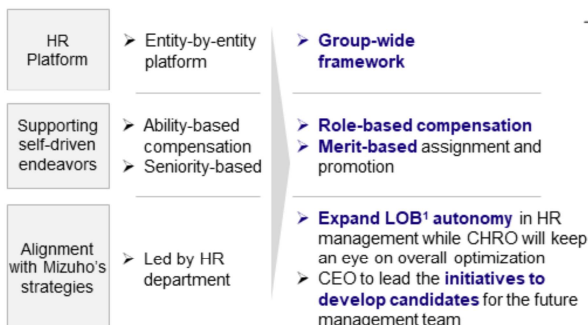 HR
Platform
➢ Entity-by-entity
platform
➢ Group-wide
framework
Supporting
self-driven
endeavors
➢ Ability-based
compensation
➢ Seniority-based
➢ Role-based compensation
➢ Merit-based assignment and
promotion
Alignment
with Mizuho's
strategies
➢ Led by HR
department
➢ Expand LOB¹ autonomy in HR
management while CHRO will keep
an eye on overall optimization
➢ CEO to lead the initiatives to
develop candidates for the future
management team